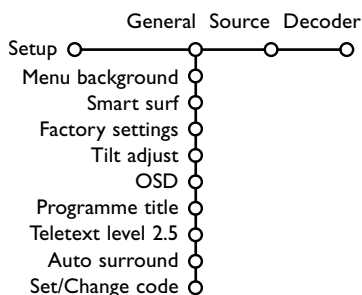 General Source Decoder
Setup
Menu background
Smart surf
Factory settings
Tilt adjust
OSD
Programme title
Teletext level 2.5
Auto surround
Set/Change code